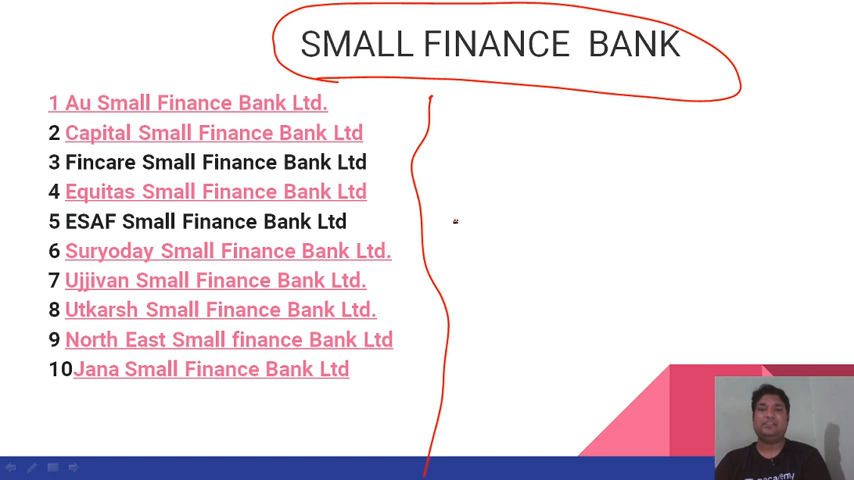 SMALL FINANCE BANK
1 Au Small Finance Bank Ltd.
2 Capital Small Finance Bank Ltd
3 Fincare Small Finance Bank Ltd
4 Equitas Small Finance Bank Ltd
5 ESAF Small Finance Bank Ltd
6 Suryoday Small Finance Bank Ltd.
7 Ujjivan Small Finance Bank Ltd.
8 Utkarsh Small Finance Bank Ltd.
9 North East Small finance Bank Ltd
10Jana Small Finance Bank Ltd